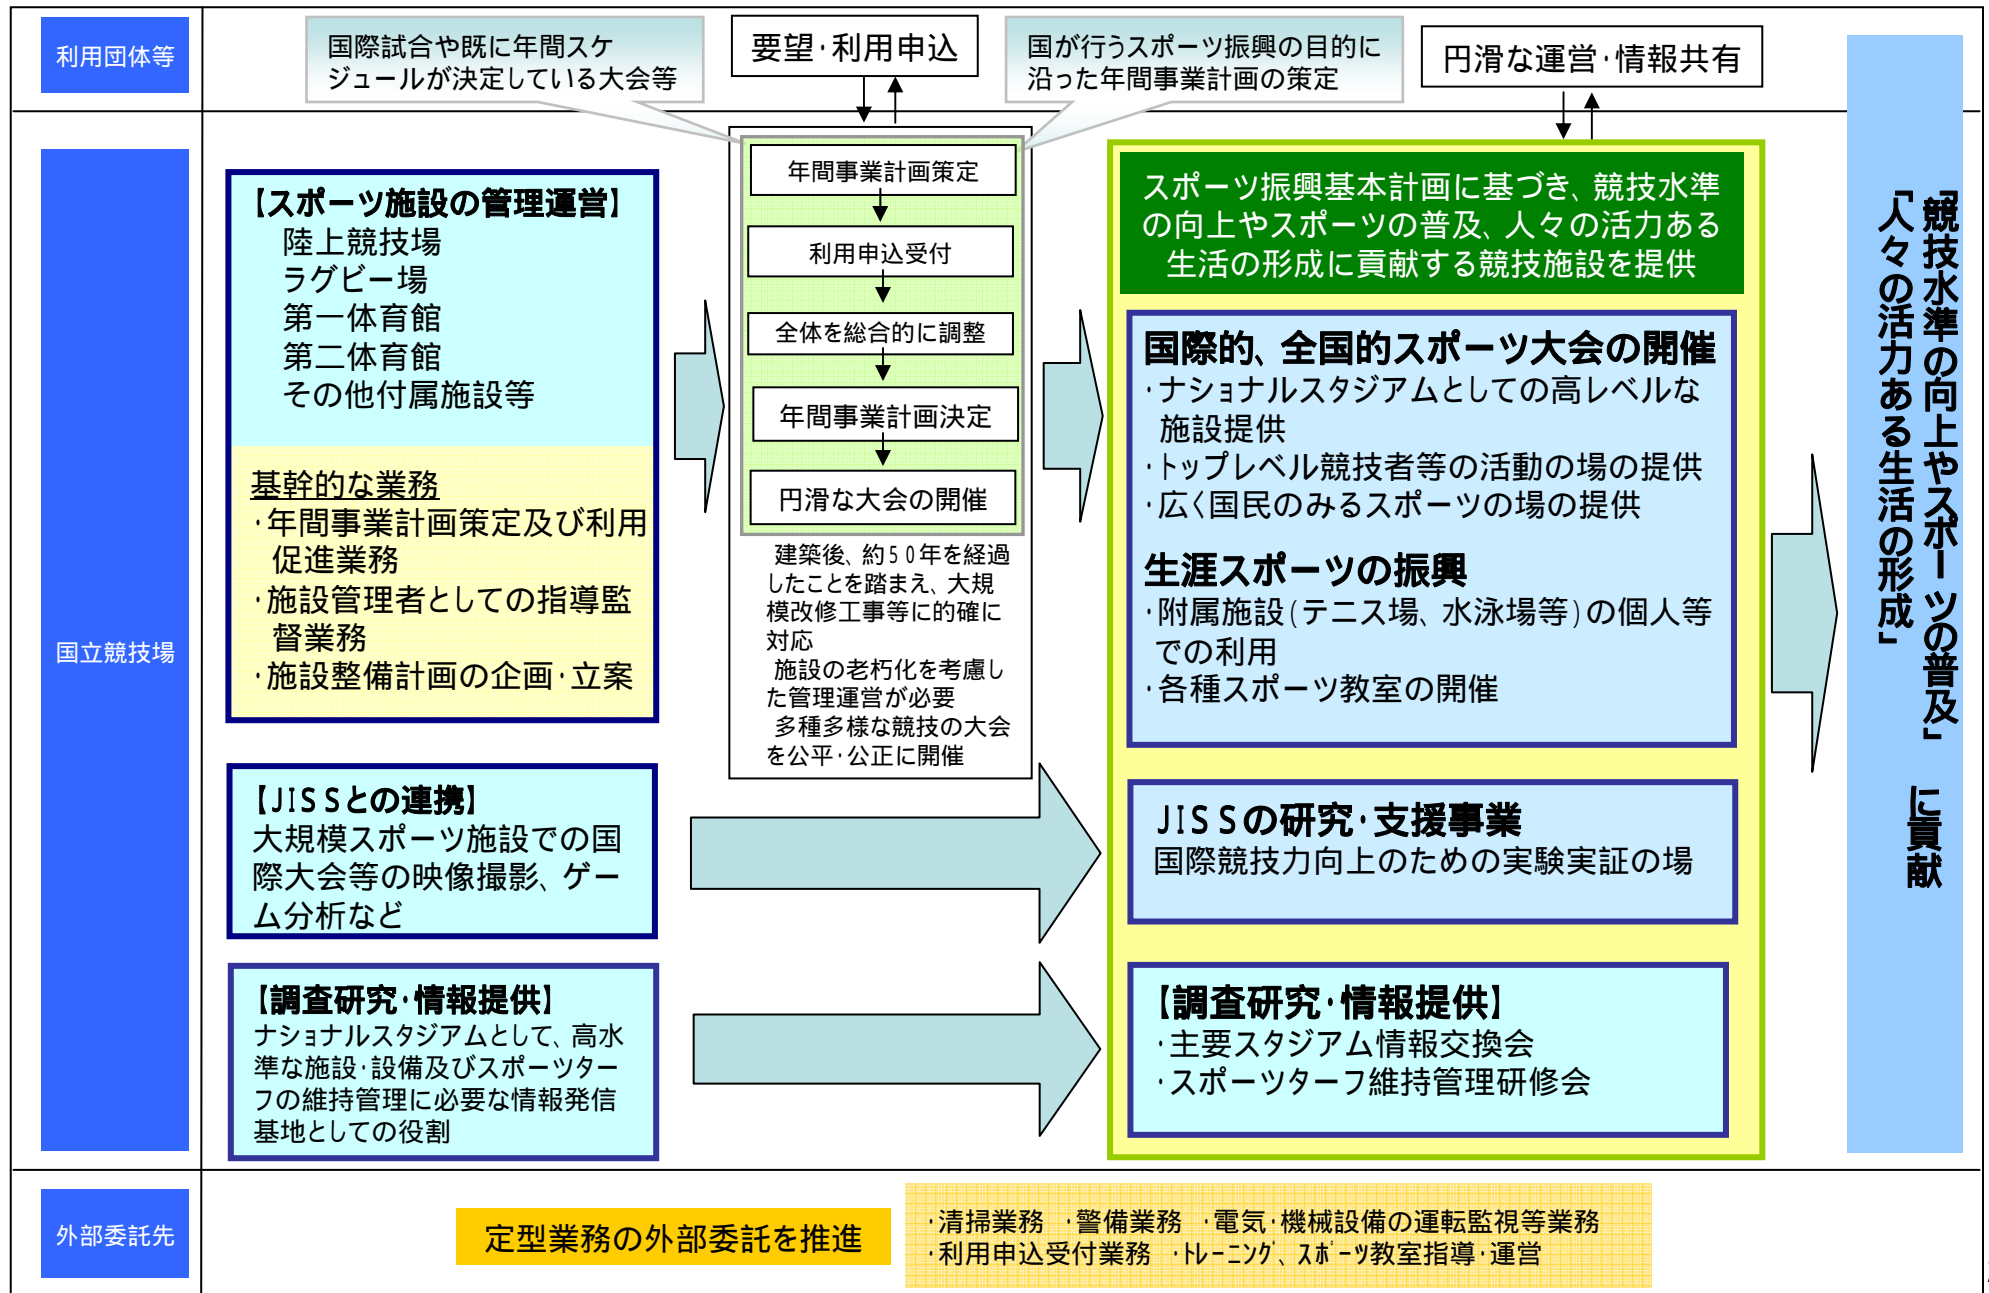 利用団体等
国際試合や既に年間スケ
ジュールが決定している大会等
要望・利用申込
国が行うスポーツ振興の目的に
沿った年間事業計画の策定
円滑な運営・情報共有
国立競技場
【スポーツ施設の管理運営】
陸上競技場
ラグビー場
第一体育館
第二体育館
その他付属施設等
基幹的な業務
・年間事業計画策定及び利用
促進業務
・施設管理者としての指導監
督業務
・施設整備計画の企画・立案
年間事業計画策定
利用申込受付
全体を総合的に調整
年間事業計画決定
円滑な大会の開催
建築後、約50年を経過
したことを踏まえ、大規
模改修工事等に的確に
対応
施設の老朽化を考慮し
た管理運営が必要
多種多様な競技の大会
を公平・公正に開催
スポーツ振興基本計画に基づき、競技水準
の向上やスポーツの普及、人々の活力ある
生活の形成に貢献する競技施設を提供
国際的、全国的スポーツ大会の開催
・ナショナルスタジアムとしての高レベルな
施設提供
・トップレベル競技者等の活動の場の提供
・広く国民のみるスポーツの場の提供
生涯スポーツの振興
・附属施設(テニス場、水泳場等)の個人等
での利用
・各種スポーツ教室の開催
【JISSとの連携】
大規模スポーツ施設での国
際大会等の映像撮影、ゲー
ム分析など
JISSの研究・支援事業
国際競技力向上のための実験実証の場
【調査研究・情報提供】
ナショナルスタジアムとして、高水
準な施設・設備及びスポーツター
フの維持管理に必要な情報発信
基地としての役割
【調査研究・情報提供】
・主要スタジアム情報交換会
・スポーツターフ維持管理研修会
「競技水準の向上やスポーツの普及」
「人々の活力ある生活の形成」
に貢献
外部委託先
定型業務の外部委託を推進
・清掃業務 ・警備業務 ・電気・機械設備の運転監視等業務
・利用申込受付業務 ・トレーニング、スポーツ教室指導・運営